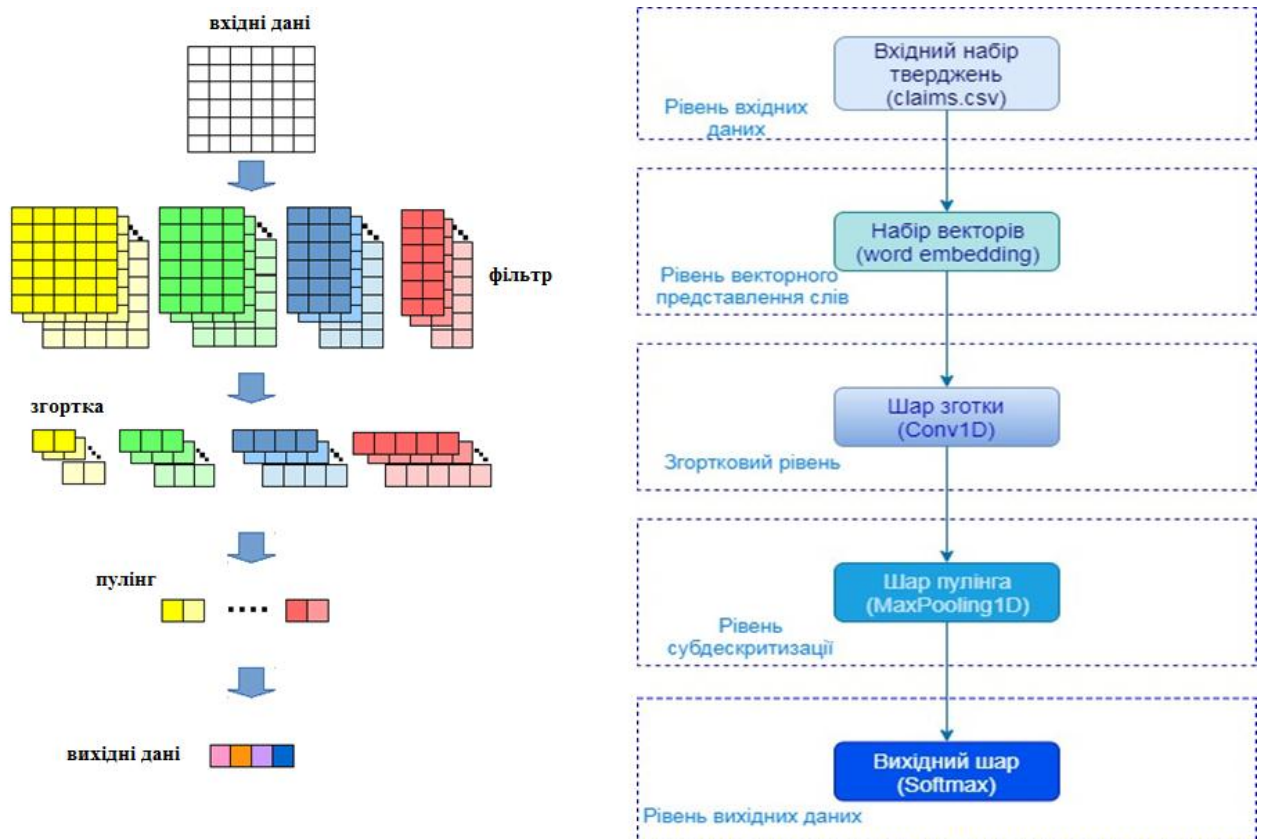 вхідні дані
фільтр
згортка
пулінг
вихідні дані
Вхідний набір
тверджень
(claims.csv)
Рівень вхідних
даних
Набір векторів
(word embedding)
Рівень векторного
представлення слів
Шар зготки
(Conv1D)
Згортковий рівень
Шар пулінга
(MaxPooling1D)
Рівень
субдескритизації
Вихідний шар
(Softmax)
Рівень вихідних даних